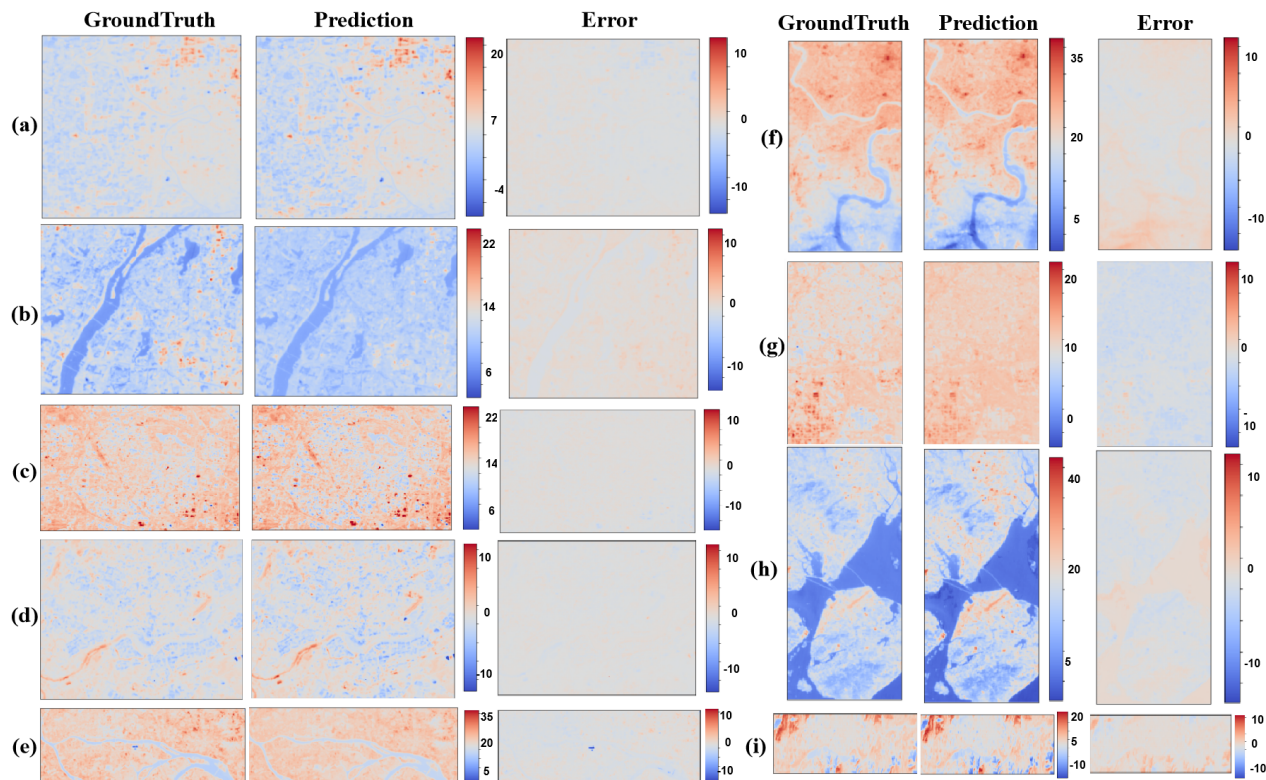 GroundTruth Prediction Error
(a) 20 7 -4 10 0 -10
(b) 22 14 6 10 0 -10
(c) 22 14 6 10 0 -10
(d) 10 0 -10 10 0 -10
(e) 35 20 5 10 0 -10
GroundTruth Prediction Error
(f) 35 20 5 10 0 -10
(g) 20 10 0 10 0 - 10
(h) 40 20 5 10 0 -10
(i) 20 5 -10 10 0 -10